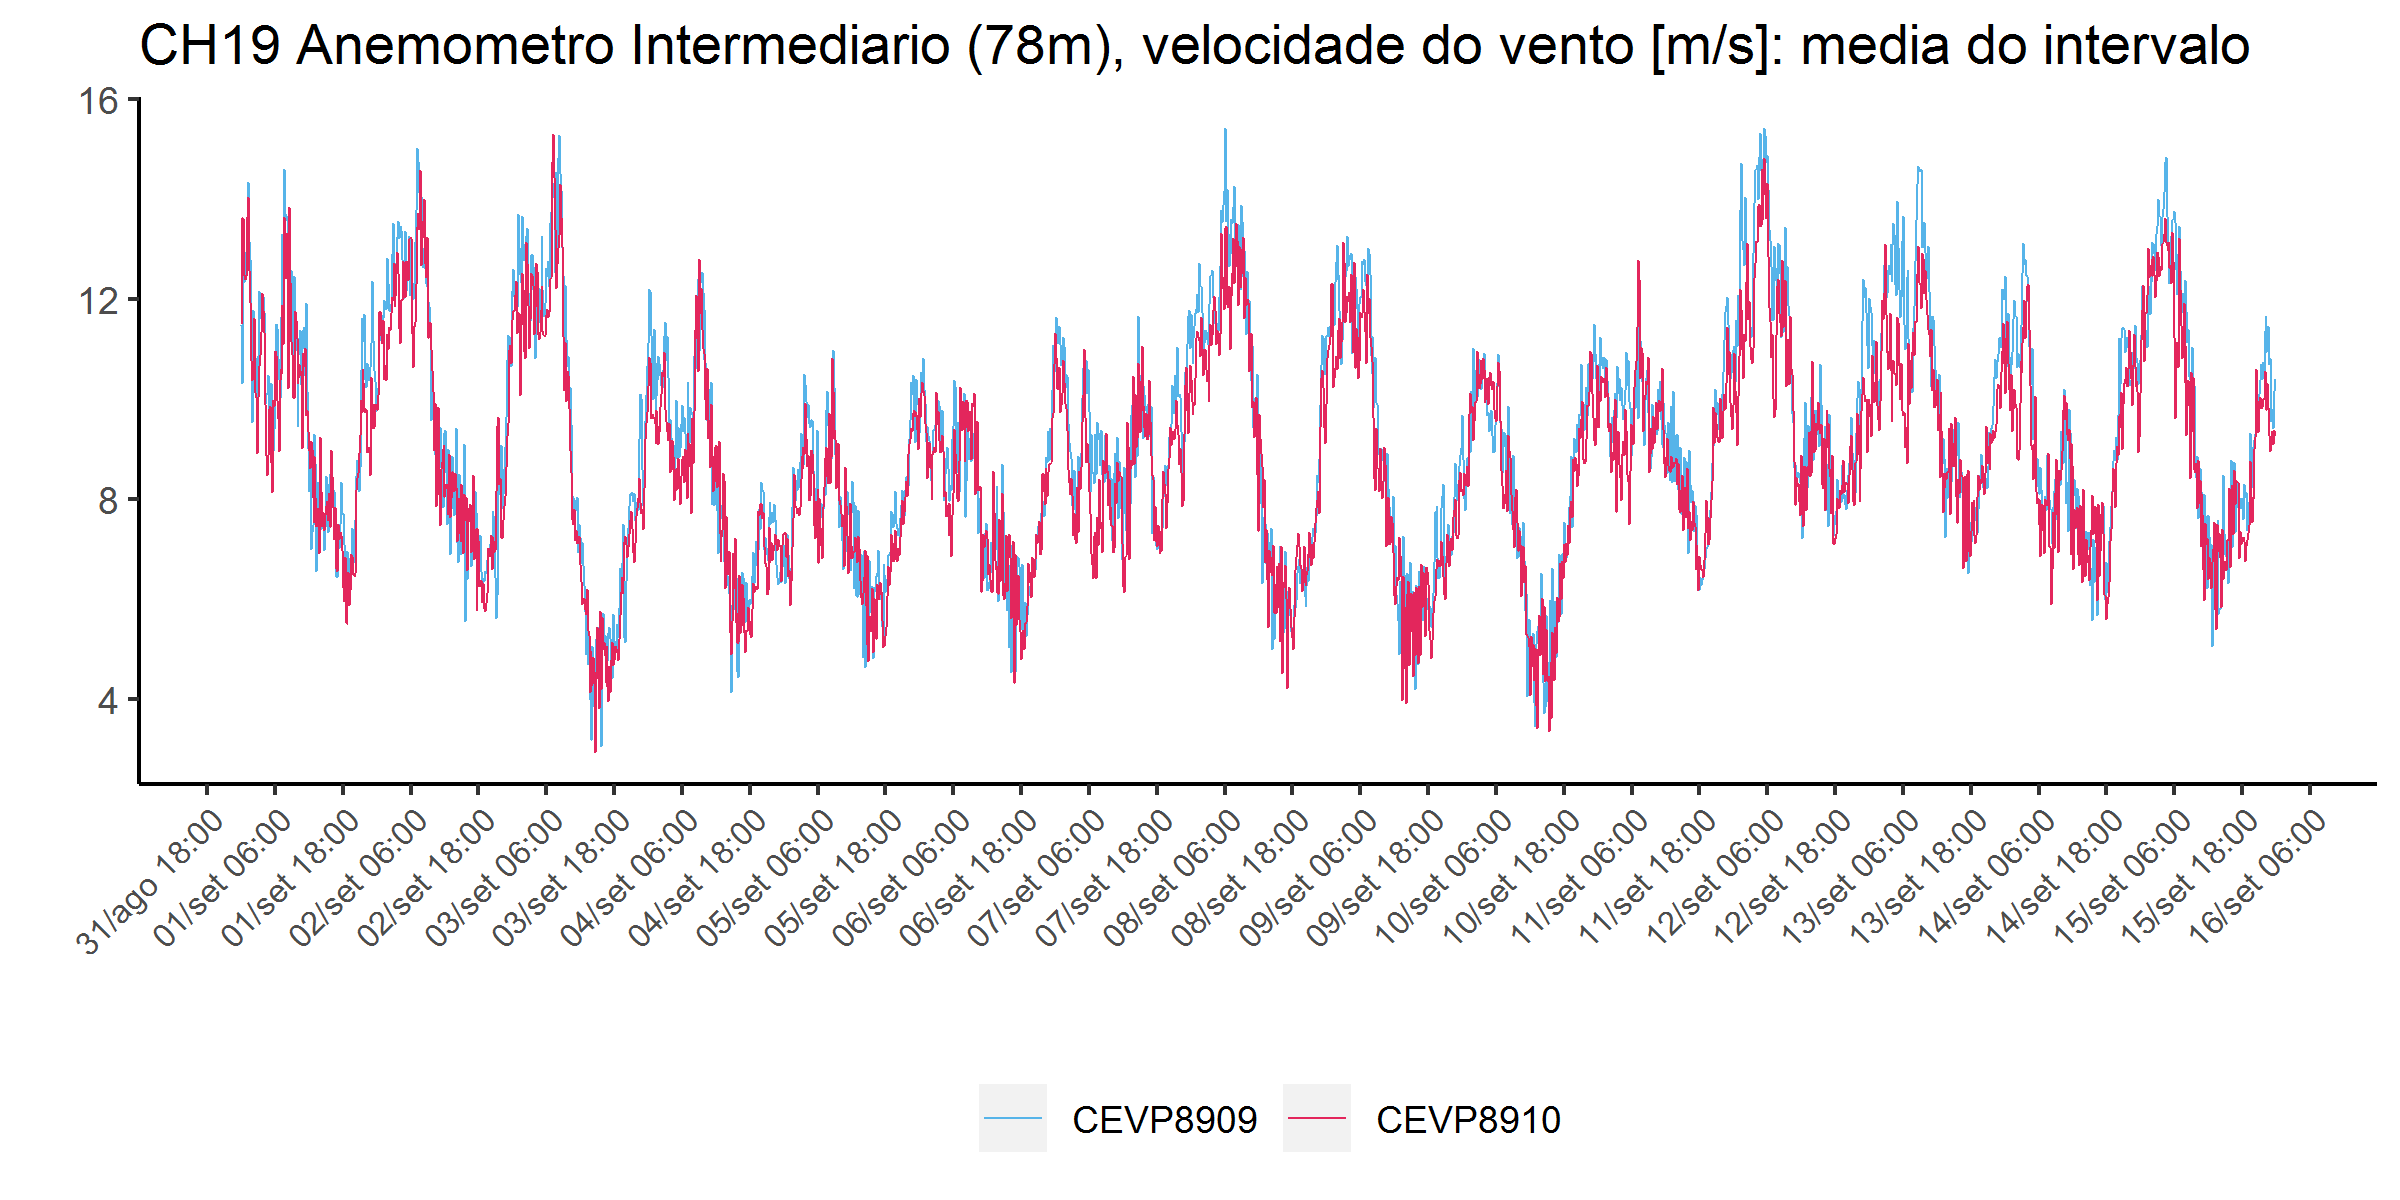 CH19 Anemometro Intermediario (78m), velocidade do vento [m/s]: media do intervalo
16
12
8
4
31/ago 18:00
01/set 06:00
01/set 18:00
02/set 06:00
02/set 18:00
03/set 06:00
03/set 18:00
04/set 06:00
04/set 18:00
05/set 06:00
05/set 18:00
06/set 06:00
06/set 18:00
07/set 06:00
07/set 18:00
08/set 06:00
08/set 18:00
09/set 06:00
09/set 18:00
10/set 06:00
10/set 18:00
11/set 06:00
11/set 18:00
12/set 06:00
12/set 18:00
13/set 06:00
13/set 18:00
14/set 06:00
14/set 18:00
15/set 06:00
15/set 18:00
16/set 06:00
CEVP8909
CEVP8910